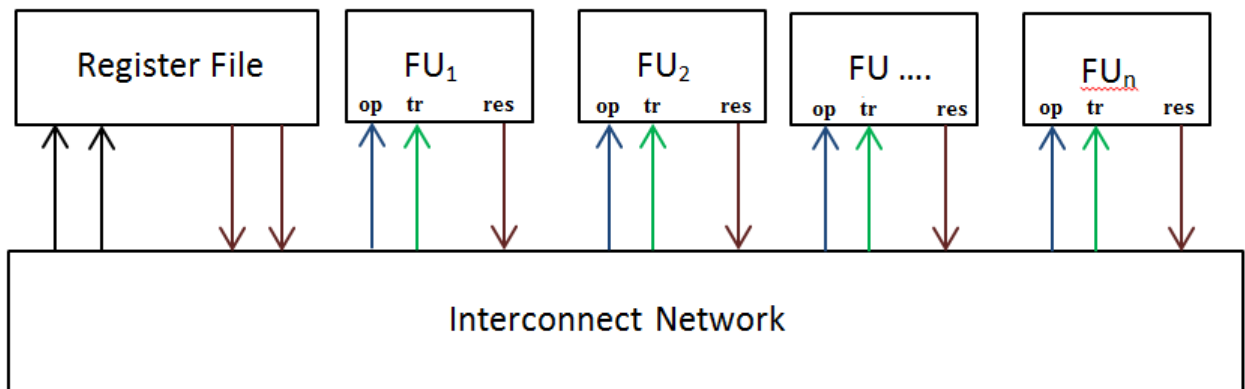 Register File
FU₁
op tr res
FU₂
op tr res
FU ....
op tr res
FUₙ
op tr res
Interconnect Network